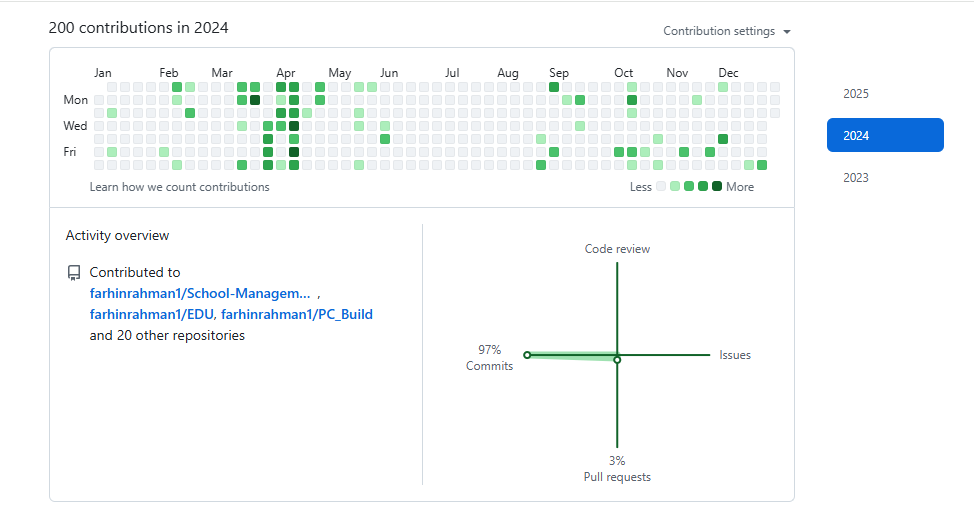 200 contributions in 2024
Contribution settings
Jan Feb Mar Apr May Jun Jul Aug Sep Oct Nov Dec
Mon
Wed
Fri
Learn how we count contributions
Less More
2025
2024
2023
Activity overview
Contributed to
farhinrahman1/School-Managem... ,
farhinrahman1/EDU, farhinrahman1/PC_Build
and 20 other repositories
Code review
97%
Commits
Issues
3%
Pull requests